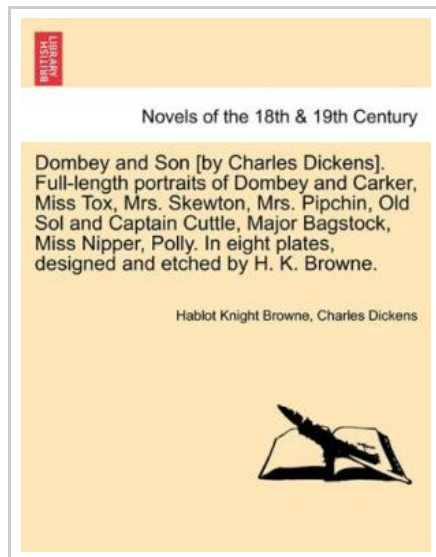 BRITISH
LIBRARY
Novels of the 18th & 19th Century
Dombey and Son [by Charles Dickens].
Full-length portraits of Dombey and Carker,
Miss Tox, Mrs. Skewton, Mrs. Pipchin, Old
Sol and Captain Cuttle, Major Bagstock,
Miss Nipper, Polly. In eight plates,
designed and etched by H. K. Browne.
Hablot Knight Browne, Charles Dickens